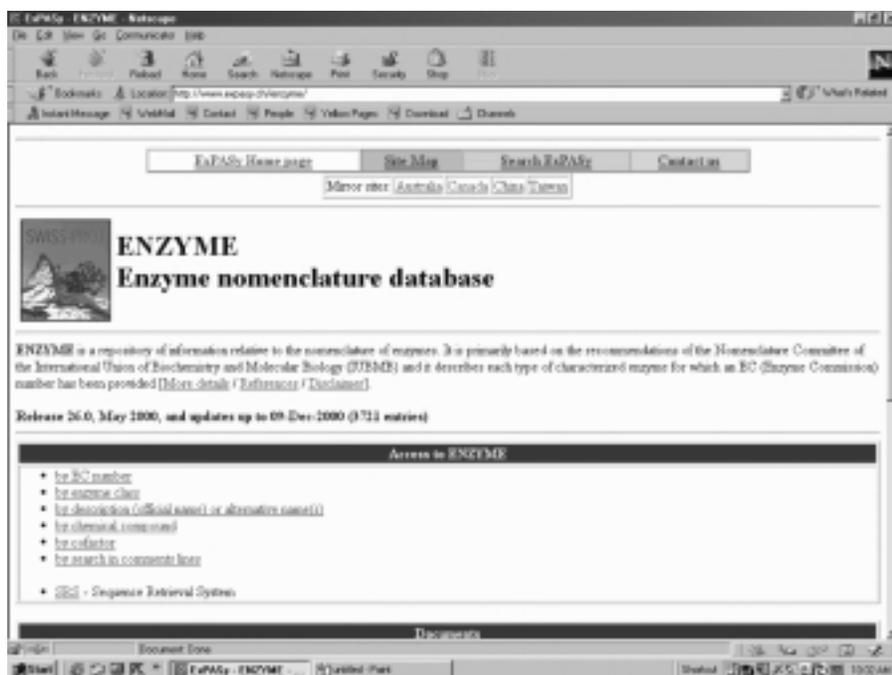 ExPASy - ENZYME - Netscape
File Edit View Go Communicator Help
Back Forward Reload Home Search Netscape Print Security Shop
Bookmarks Location: http://www.expasy.ch/enzyme/ What's Related
Instant Message WebMail Contact People Yellow Pages Download Channels
ExPASy Home page Site Map Search ExPASy Contact us
Mirror sites: Australia Canada China Taiwan
SWISS-PROT
ENZYME
Enzyme nomenclature database
ENZYME is a repository of information relative to the nomenclature of enzymes. It is primarily based on the recommendations of the Nomenclature Committee of
the International Union of Biochemistry and Molecular Biology (IUBMB) and it describes each type of characterized enzyme for which an EC (Enzyme Commission)
number has been provided [More details / References / Disclaimer].
Release 26.0, May 2000, and updates up to 09-Dec-2000 (3721 entries)
Access to ENZYME
by EC number
by enzyme class
by description (official name) or alternative name(s)
by chemical compound
by cofactor
by search in comments lines
SRS - Sequence Retrieval System
Documents
Document: Done
Start ExPASy - ENZYME - ... untitled - Paint Shortcut 10:02 AM